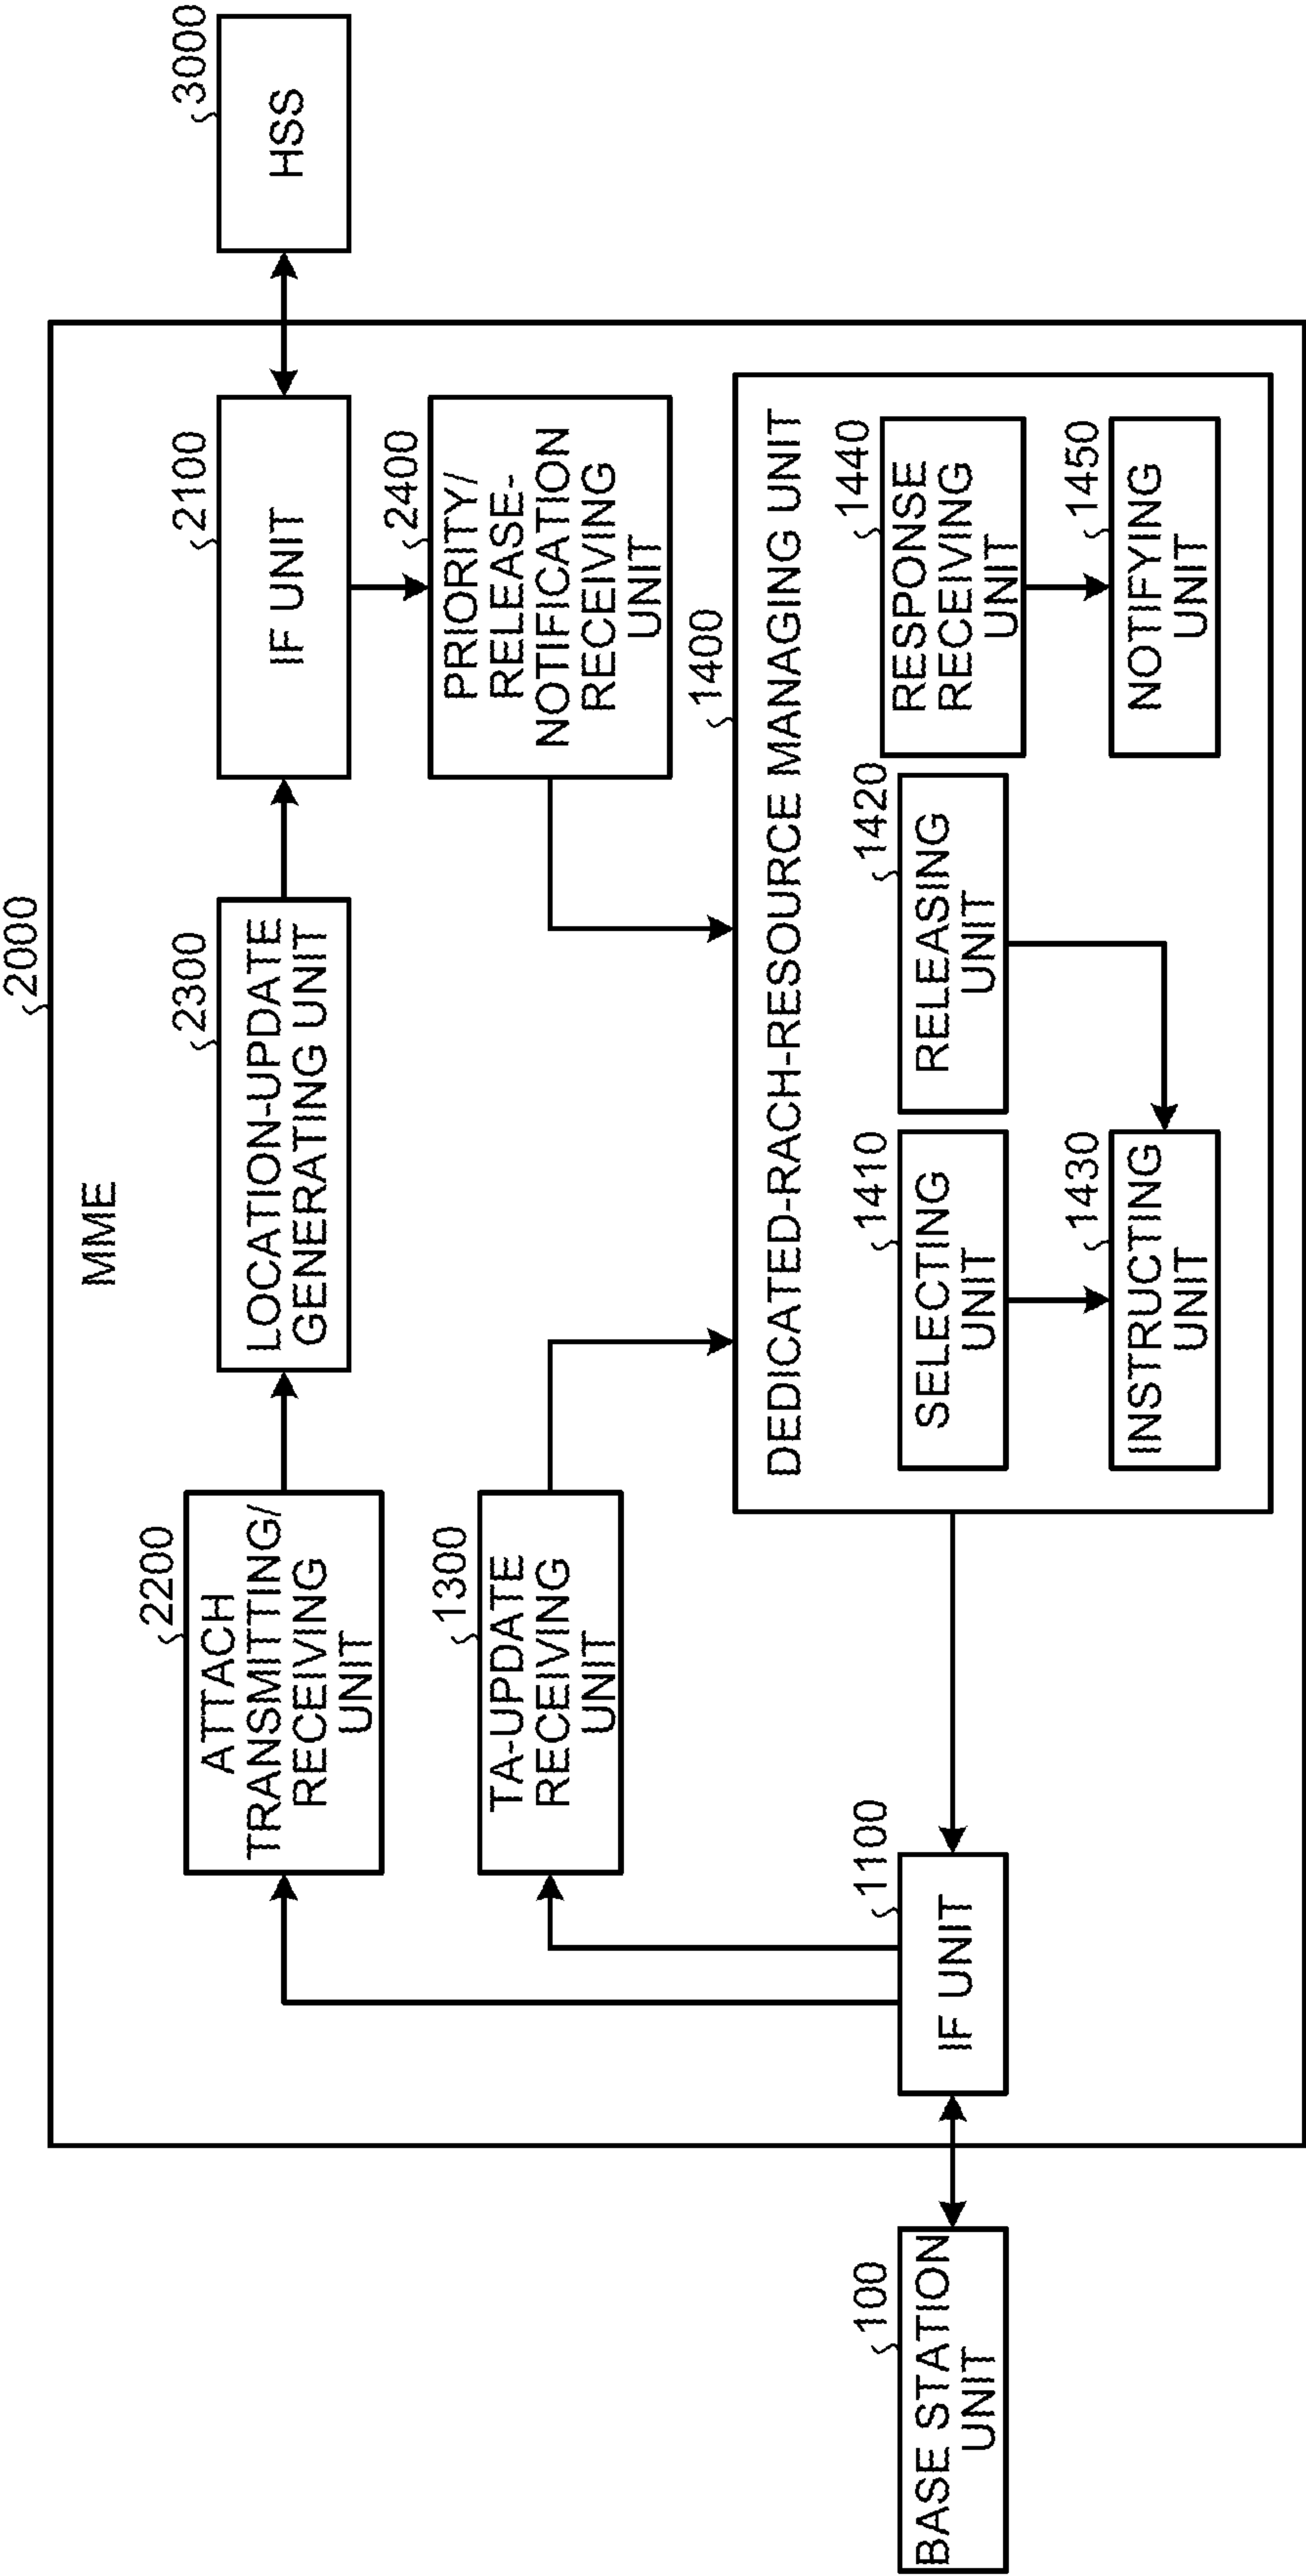 2000
MME
2200
ATTACH
TRANSMITTING/
RECEIVING
UNIT
2300
LOCATION-UPDATE
GENERATING UNIT
2100
IF UNIT
3000
HSS
1300
TA-UPDATE
RECEIVING
UNIT
2400
PRIORITY/
RELEASE-
NOTIFICATION
RECEIVING
UNIT
1400
DEDICATED-RACH-RESOURCE MANAGING UNIT
1410
SELECTING
UNIT
1420
RELEASING
UNIT
1440
RESPONSE
RECEIVING
UNIT
1430
INSTRUCTING
UNIT
1450
NOTIFYING
UNIT
1100
IF UNIT
100
BASE STATION
UNIT